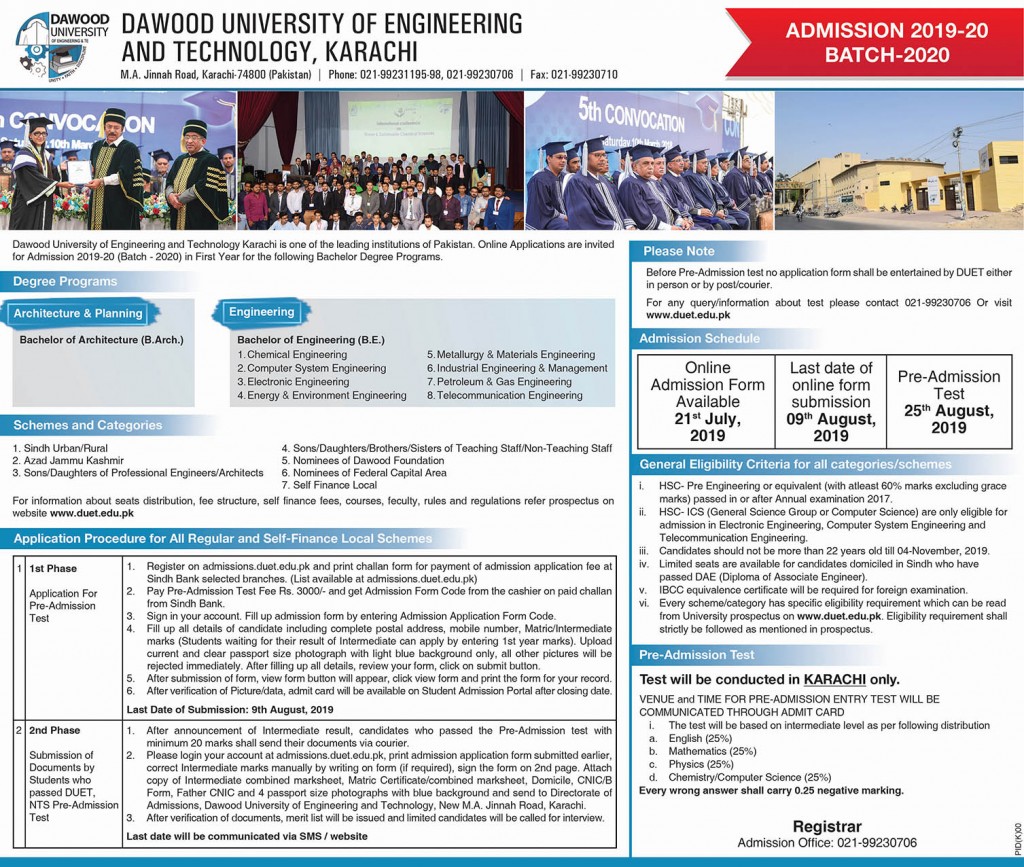 DAWOOD
UNIVERSITY
OF ENGINEERING & TE
UNITY • FAITH • DISCIPLINE
DAWOOD UNIVERSITY OF ENGINEERING
AND TECHNOLOGY, KARACHI
M.A. Jinnah Road, Karachi-74800 (Pakistan) | Phone: 021-99231195-98, 021-99230706 | Fax: 021-99230710
ADMISSION 2019-20
BATCH-2020
h CONVOCATION
5th CONVOCATION
Saturday 10th March 2018
CON
Dawood University of Engineering and Technology Karachi is one of the leading institutions of Pakistan. Online Applications are invited
for Admission 2019-20 (Batch - 2020) in First Year for the following Bachelor Degree Programs.
Degree Programs
Architecture & Planning
Bachelor of Architecture (B.Arch.)
Engineering
Bachelor of Engineering (B.E.)
1. Chemical Engineering
2. Computer System Engineering
3. Electronic Engineering
4. Energy & Environment Engineering
5. Metallurgy & Materials Engineering
6. Industrial Engineering & Management
7. Petroleum & Gas Engineering
8. Telecommunication Engineering
Schemes and Categories
1. Sindh Urban/Rural
2. Azad Jammu Kashmir
3. Sons/Daughters of Professional Engineers/Architects
4. Sons/Daughters/Brothers/Sisters of Teaching Staff/Non-Teaching Staff
5. Nominees of Dawood Foundation
6. Nominees of Federal Capital Area
7. Self Finance Local
For information about seats distribution, fee structure, self finance fees, courses, feculty, rules and regulations refer prospectus on
website www.duet.edu.pk
Application Procedure for All Regular and Self-Finance Local Schemes
1 1st Phase
Application For
Pre-Admission
Test
1. Register on admissions.duet.edu.pk and print challan form for payment of admission application fee at
Sindh Bank selected branches. (List available at admissions.duet.edu.pk)
2. Pay Pre-Admission Test Fee Rs. 3000/- and get Admission Form Code from the cashier on paid challan
from Sindh Bank.
3. Sign in your account. Fill up admission form by entering Admission Application Form Code.
4. Fill up all details of candidate including complete postal address, mobile number, Matric/Intermediate
marks (Students waiting for their result of Intermediate can apply by entering 1st year marks). Upload
current and clear passport size photograph with light blue background only, all other pictures will be
rejected immediately. After filling up all details, review your form, click on submit button.
5. After submission of form, view form button will appear, click view form and print the form for your record.
6. After verification of Picture/data, admit card will be available on Student Admission Portal after closing date.
Last Date of Submission: 9th August, 2019
2 2nd Phase
Submission of
Documents by
Students who
passed DUET,
NTS Pre-Admission
Test
1. After announcement of Intermediate result, candidates who passed the Pre-Admission test with
minimum 20 marks shall send their documents via courier.
2. Please login your account at admissions.duet.edu.pk, print admission application form submitted earlier,
correct Intermediate marks manually by writing on form (if required), sign the form on 2nd page. Attach
copy of Intermediate combined marksheet, Matric Certificate/combined marksheet, Domicile, CNIC/B
Form, Father CNIC and 4 passport size photographs with blue background and send to Directorate of
Admissions, Dawood University of Engineering and Technology, New M.A. Jinnah Road, Karachi.
3. After verification of documents, merit list will be issued and limited candidates will be called for interview.
Last date will be communicated via SMS / website
Please Note
Before Pre-Admission test no application form shall be entertained by DUET either
in person or by post/courier.
For any query/information about test please contact 021-99230706 Or visit
www.duet.edu.pk
Admission Schedule
Online
Admission Form
Available
21st July,
2019
Last date of
online form
submission
09th August,
2019
Pre-Admission
Test
25th August,
2019
General Eligibility Criteria for all categories/schemes
i. HSC- Pre Engineering or equivalent (with atleast 60% marks excluding grace
marks) passed in or after Annual examination 2017.
ii. HSC- ICS (General Science Group or Computer Science) are only eligible for
admission in Electronic Engineering, Computer System Engineering and
Telecommunication Engineering.
iii. Candidates should not be more than 22 years old till 04-November, 2019.
iv. Limited seats are available for candidates domiciled in Sindh who have
passed DAE (Diploma of Associate Engineer).
v. IBCC equivalence certificate will be required for foreign examination.
vi. Every scheme/category has specific eligibility requirement which can be read
from University prospectus on www.duet.edu.pk. Eligibility requirement shall
strictly be followed as mentioned in prospectus.
Pre-Admission Test
Test will be conducted in KARACHI only.
VENUE and TIME FOR PRE-ADMISSION ENTRY TEST WILL BE
COMMUNICATED THROUGH ADMIT CARD
i. The test will be based on intermediate level as per following distribution
a. English (25%)
b. Mathematics (25%)
c. Physics (25%)
d. Chemistry/Computer Science (25%)
Every wrong answer shall carry 0.25 negative marking.
Registrar
Admission Office: 021-99230706
PID(K)00